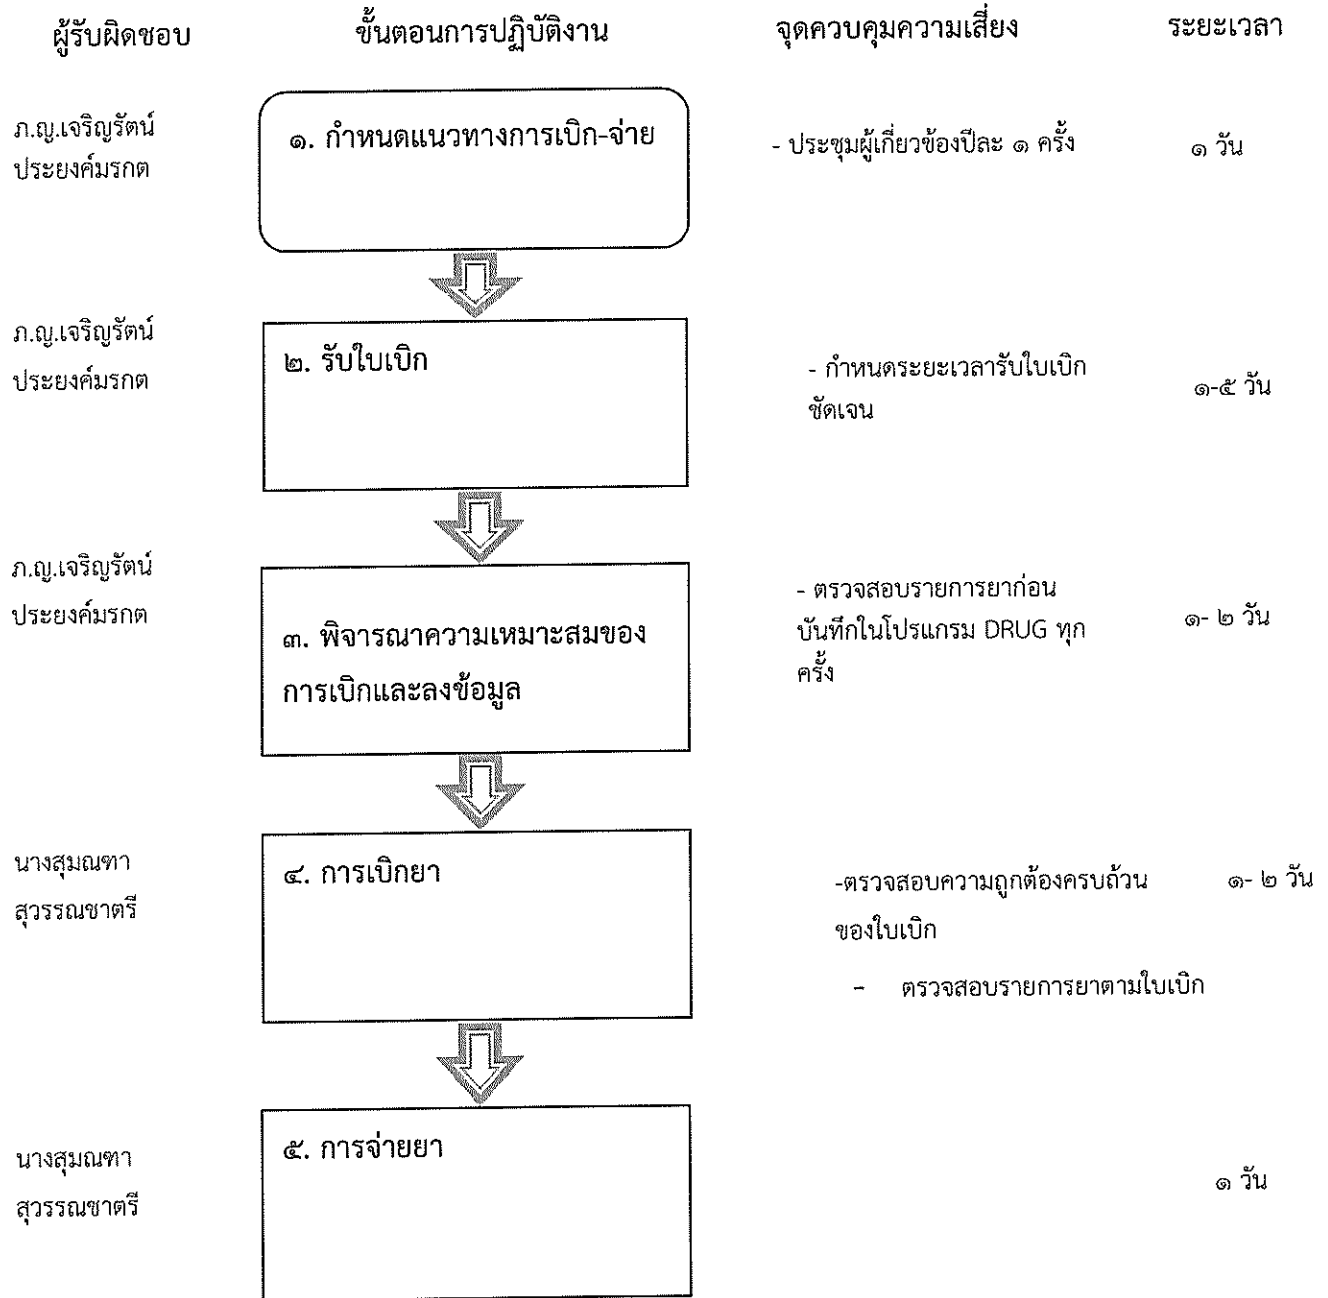 ผู้รับผิดชอบ
ขั้นตอนการปฏิบัติงาน
จุดควบคุมความเสี่ยง
ระยะเวลา
ภ.ญ.เจริญรัตน์
ประยงค์มรกต
๑. กำหนดแนวทางการเบิก-จ่าย
- ประชุมผู้เกี่ยวข้องปีละ ๑ ครั้ง
๑ วัน
ภ.ญ.เจริญรัตน์
ประยงค์มรกต
๒. รับใบเบิก
- กำหนดระยะเวลารับใบเบิก
ชัดเจน
๑-๕ วัน
ภ.ญ.เจริญรัตน์
ประยงค์มรกต
๓. พิจารณาความเหมาะสมของ
การเบิกและลงข้อมูล
- ตรวจสอบรายการยาก่อน
บันทึกในโปรแกรม DRUG ทุก
ครั้ง
๑- ๒ วัน
นางสุมณฑา
สุวรรณชาตรี
๔. การเบิกยา
-ตรวจสอบความถูกต้องครบถ้วน
ของใบเบิก
- ตรวจสอบรายการยาตามใบเบิก
๑- ๒ วัน
นางสุมณฑา
สุวรรณชาตรี
๕. การจ่ายยา
๑ วัน